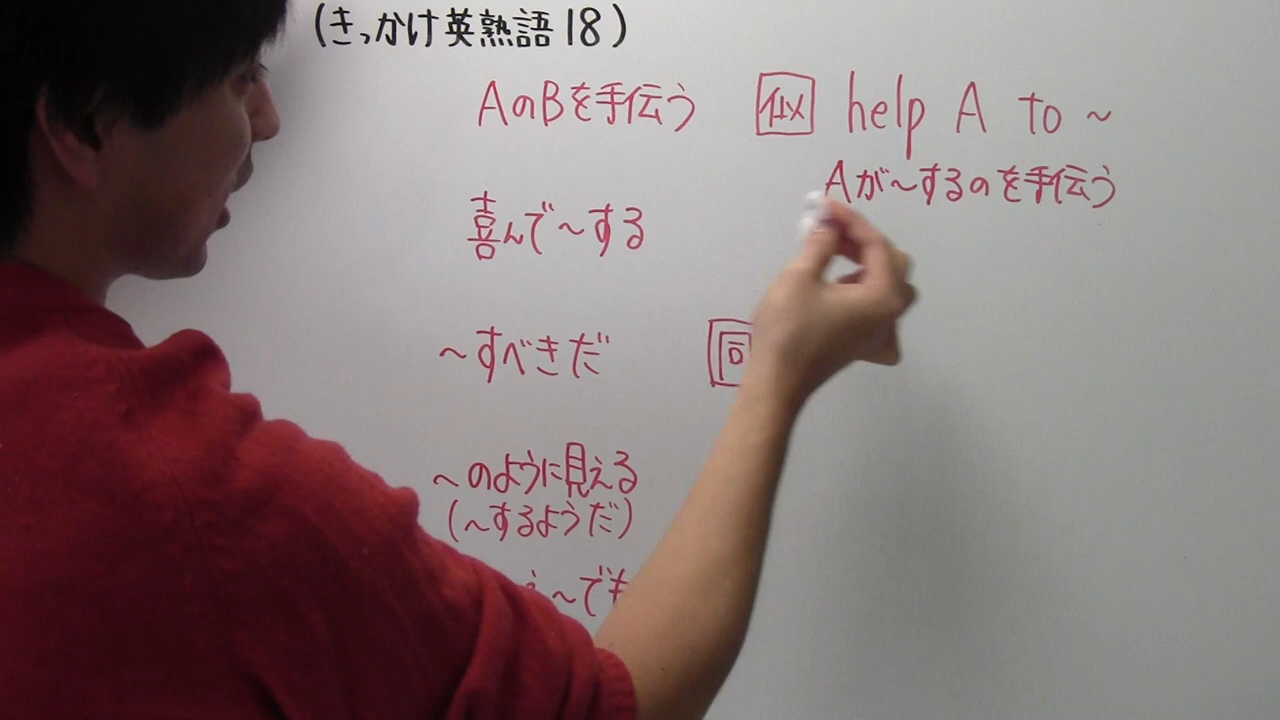 (きっかけ英熟語18)
AのBを手伝う 似 help A to ~
Aが~するのを手伝う
喜んで~する
~すべきだ 同
~のように見える
(~するようだ)
~でも